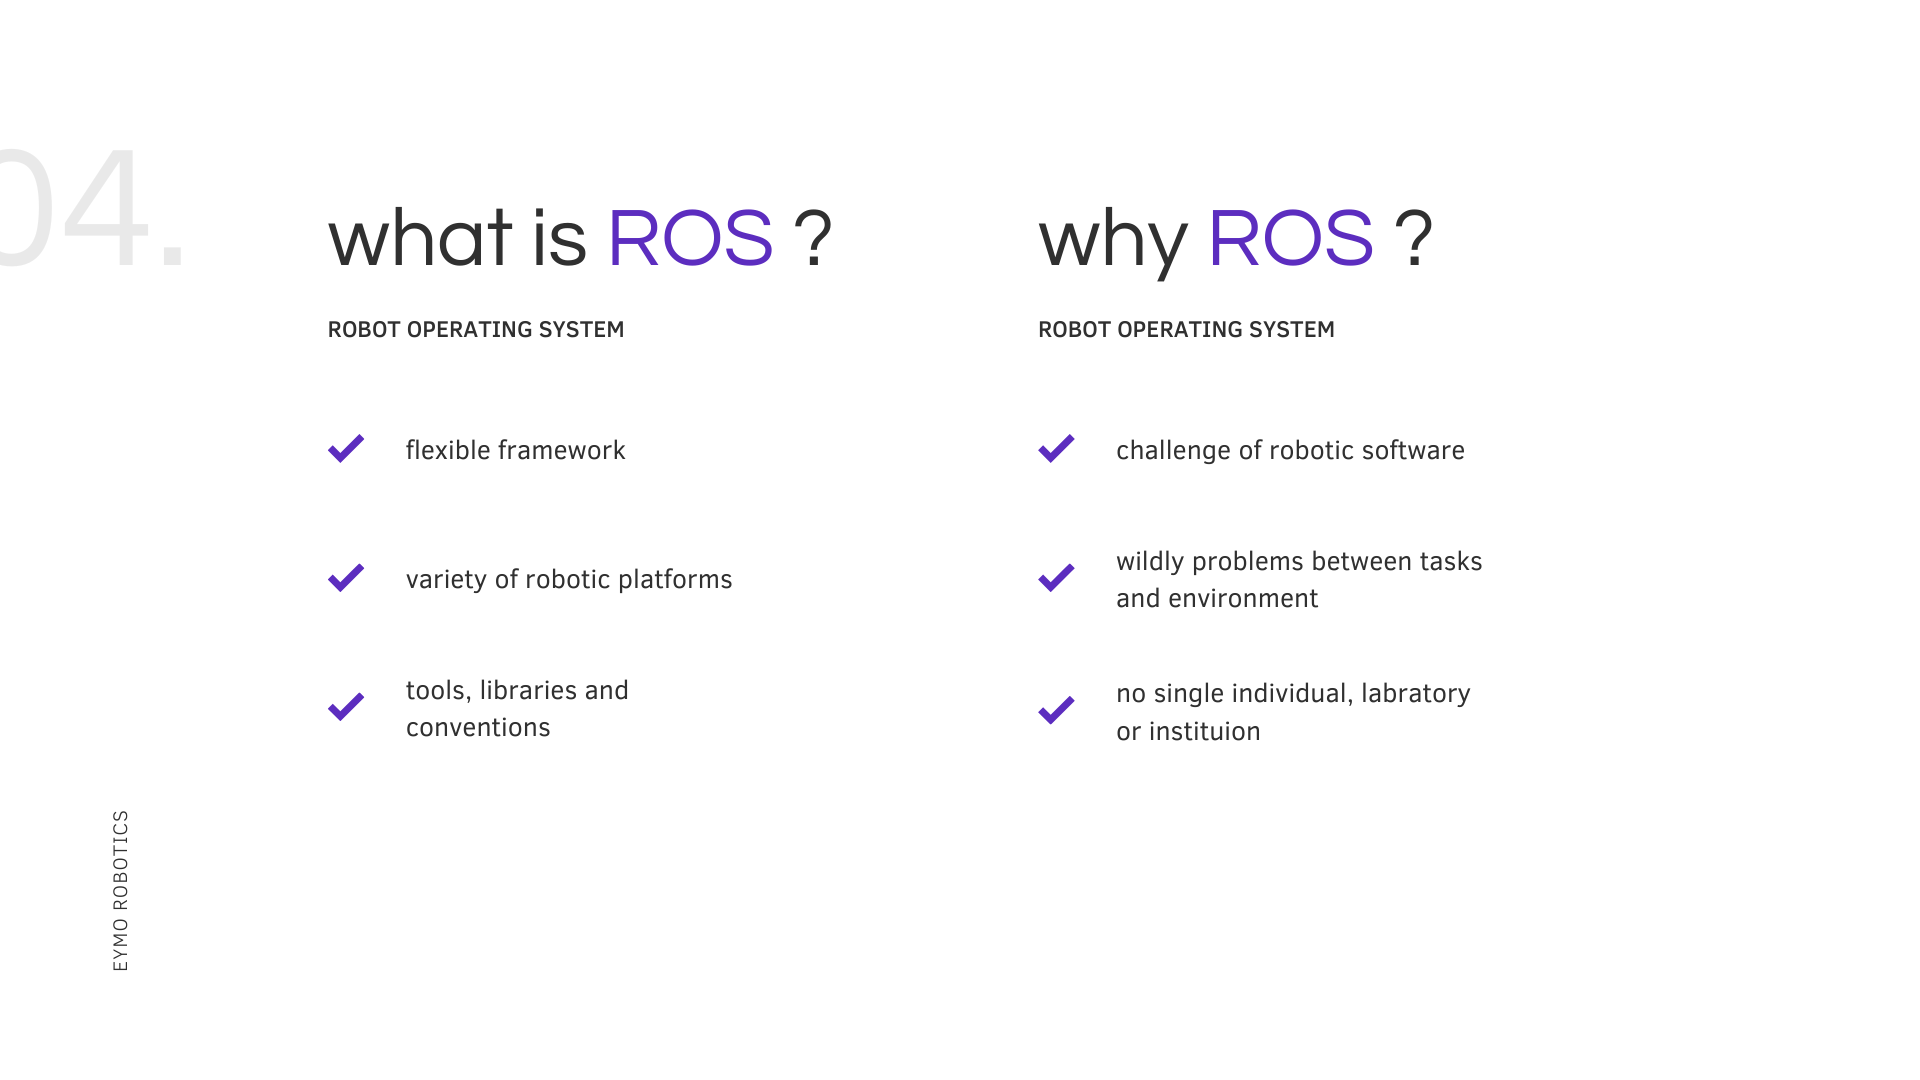 04.
what is ROS ?
ROBOT OPERATING SYSTEM
flexible framework
variety of robotic platforms
tools, libraries and
conventions
why ROS ?
ROBOT OPERATING SYSTEM
challenge of robotic software
wildly problems between tasks
and environment
no single individual, labratory
or instituion
EYMO ROBOTICS